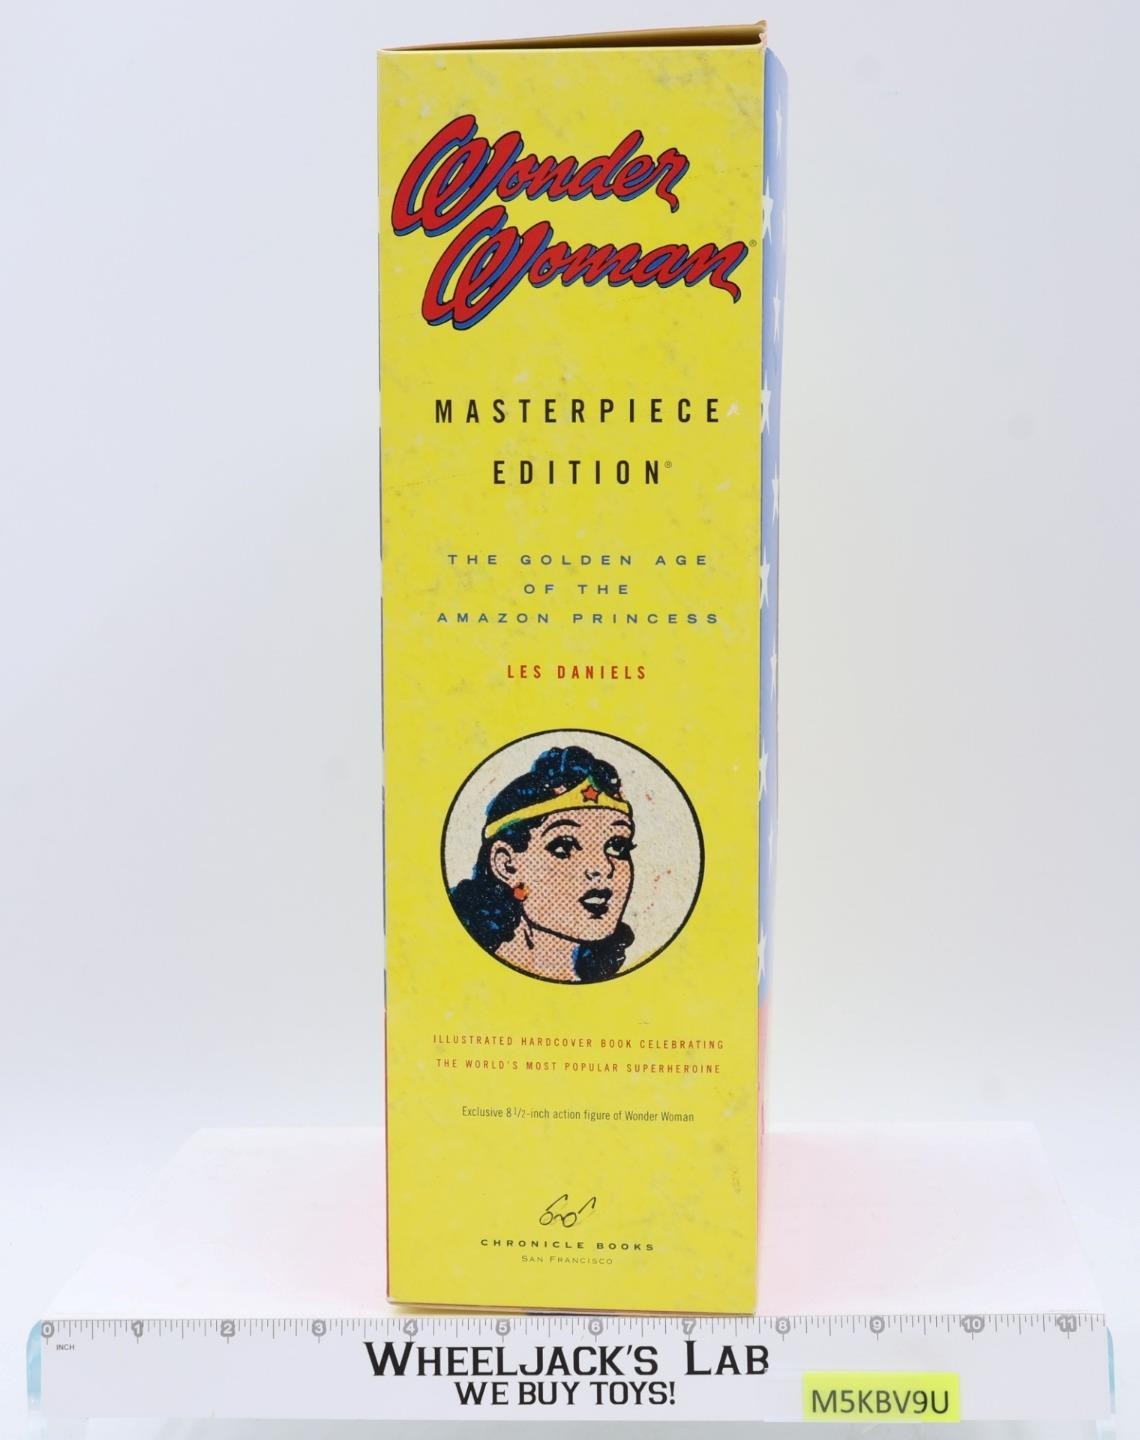 Wonder
Woman®
MASTERPIECE
EDITION®
THE GOLDEN AGE
OF THE
AMAZON PRINCESS
LES DANIELS
ILLUSTRATED HARDCOVER BOOK CELEBRATING
THE WORLD'S MOST POPULAR SUPERHEROINE
Exclusive 8 1/2-inch action figure of Wonder Woman
CHRONICLE BOOKS
SAN FRANCISCO
0 1 2 3 4 5 6 7 8 9 10 11
INCH
WHEELJACK'S LAB
WE BUY TOYS!
M5KBV9U